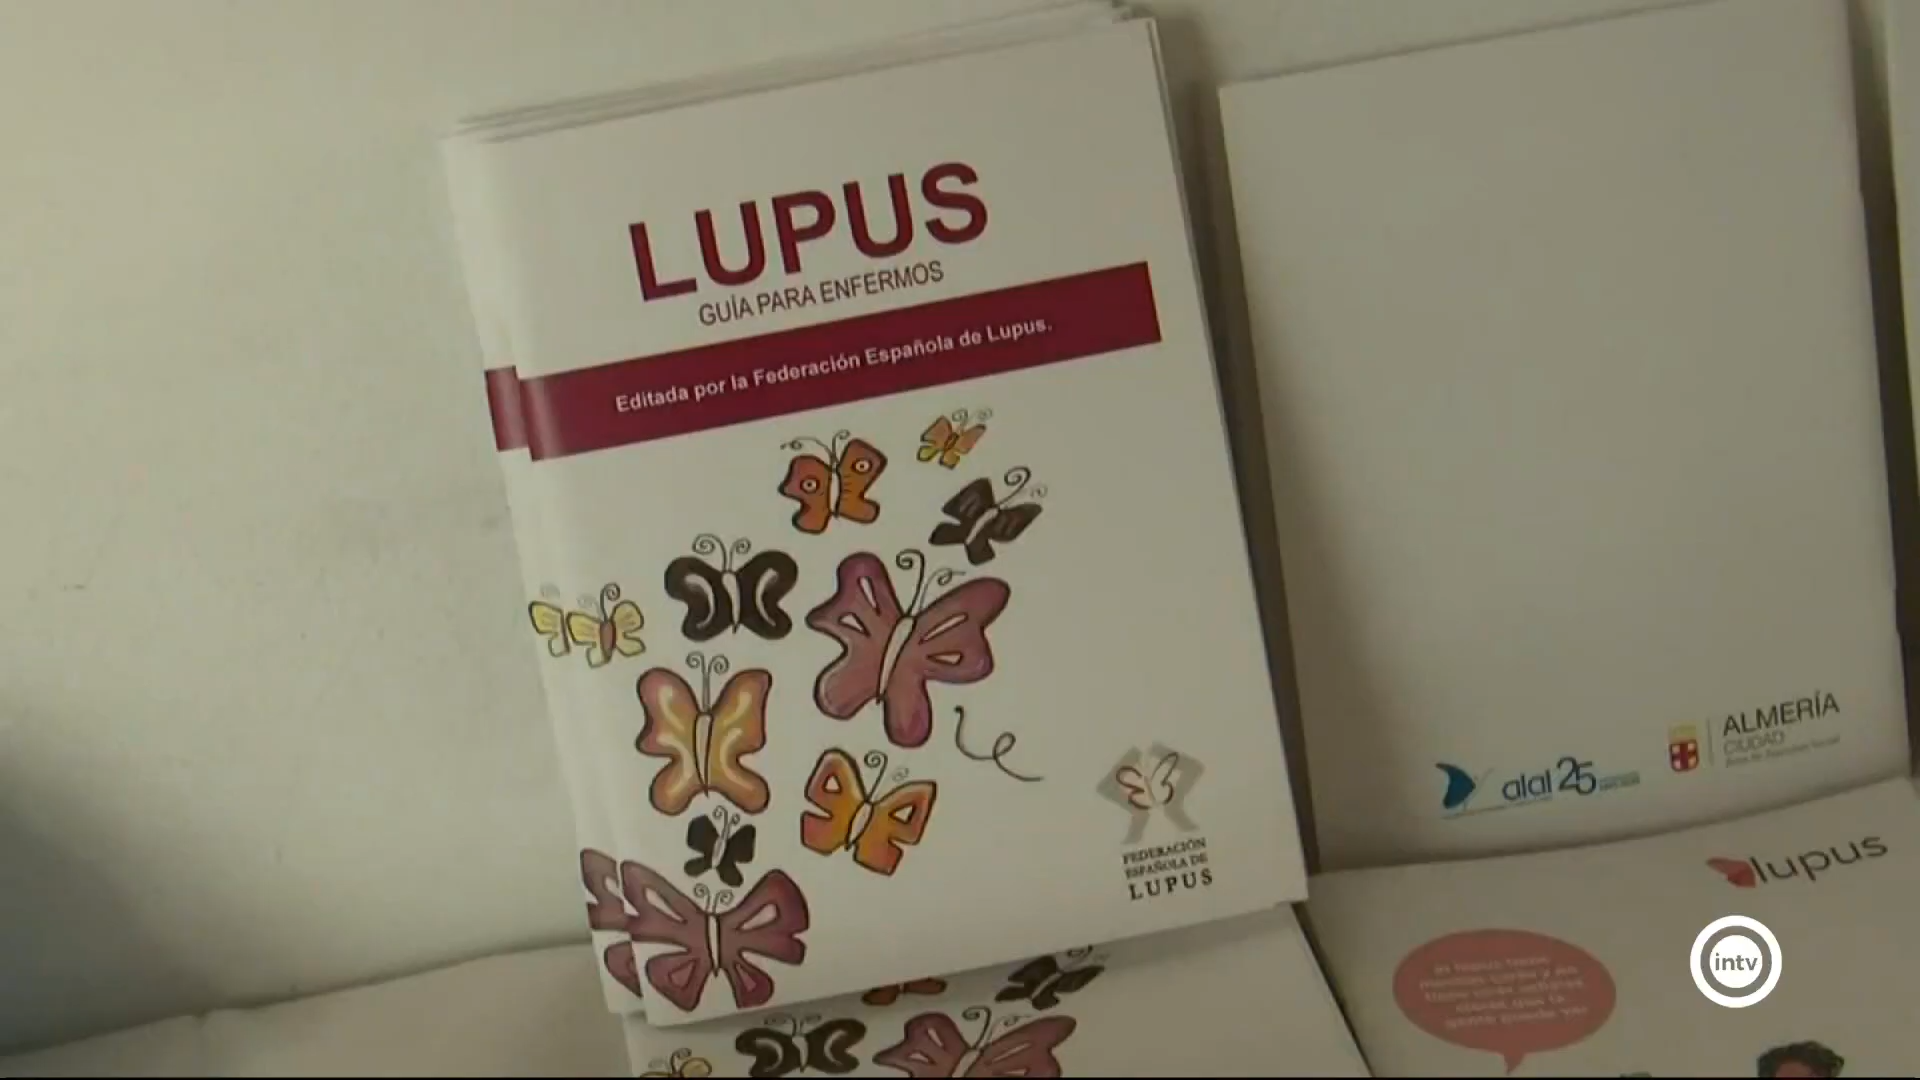 LUPUS
GUÍA PARA ENFERMOS
Editada por la Federación Española de Lupus.
FEDERACIÓN
ESPAÑOLA DE
LUPUS
alal 25
ALMERÍA
CIUDAD
lupus
intv